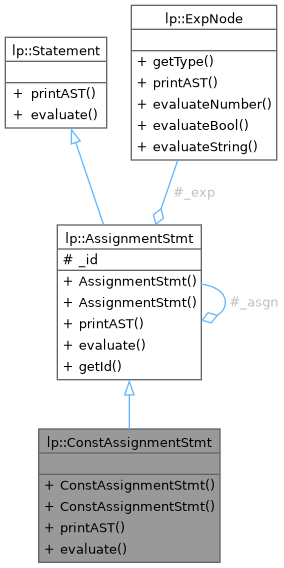 lp::ExpNode
+ getType()
+ printAST()
+ evaluateNumber()
+ evaluateBool()
+ evaluateString()
lp::Statement
+ printAST()
+ evaluate()
#_exp
lp::AssignmentStmt
# _id
+ AssignmentStmt()
+ AssignmentStmt()
+ printAST()
+ evaluate()
+ getId()
#_asgn
lp::ConstAssignmentStmt
+ ConstAssignmentStmt()
+ ConstAssignmentStmt()
+ printAST()
+ evaluate()